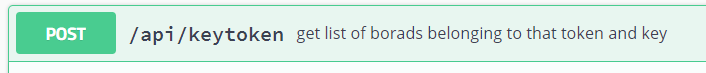 POST /api/keytoken get list of borads belonging to that token and key